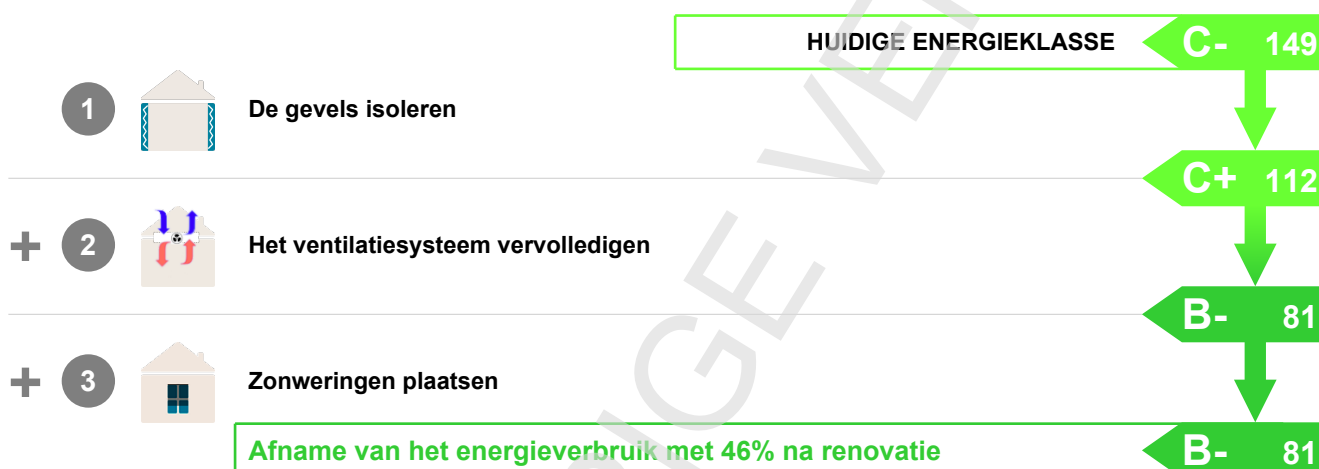 HUIDIGE ENERGIEKLASSE C- 149
1 De gevels isoleren
C+ 112
+ 2 Het ventilatiesysteem vervolledigen
B- 81
+ 3 Zonweringen plaatsen
Afname van het energieverbruik met 46% na renovatie B- 81